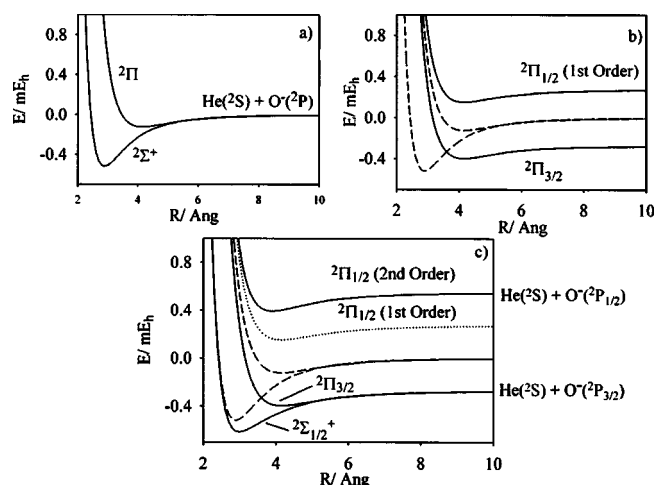 a)
0.8
0.4
0.0
-0.4
E/ mEₕ
²Π
²Σ⁺
He(²S) + O⁻(²P)
2 4 6 8 10
R/ Ang
b)
0.8
0.4
0.0
-0.4
E/ mEₕ
²Π₁/₂ (1st Order)
²Π₃/₂
2 4 6 8 10
R/ Ang
c)
0.8
0.4
0.0
-0.4
E/ mEₕ
²Π₁/₂ (2nd Order)
²Π₁/₂ (1st Order)
²Π₃/₂
²Σ₁/₂⁺
He(²S) + O⁻(²P₁/₂)
He(²S) + O⁻(²P₃/₂)
2 4 6 8 10
R/ Ang